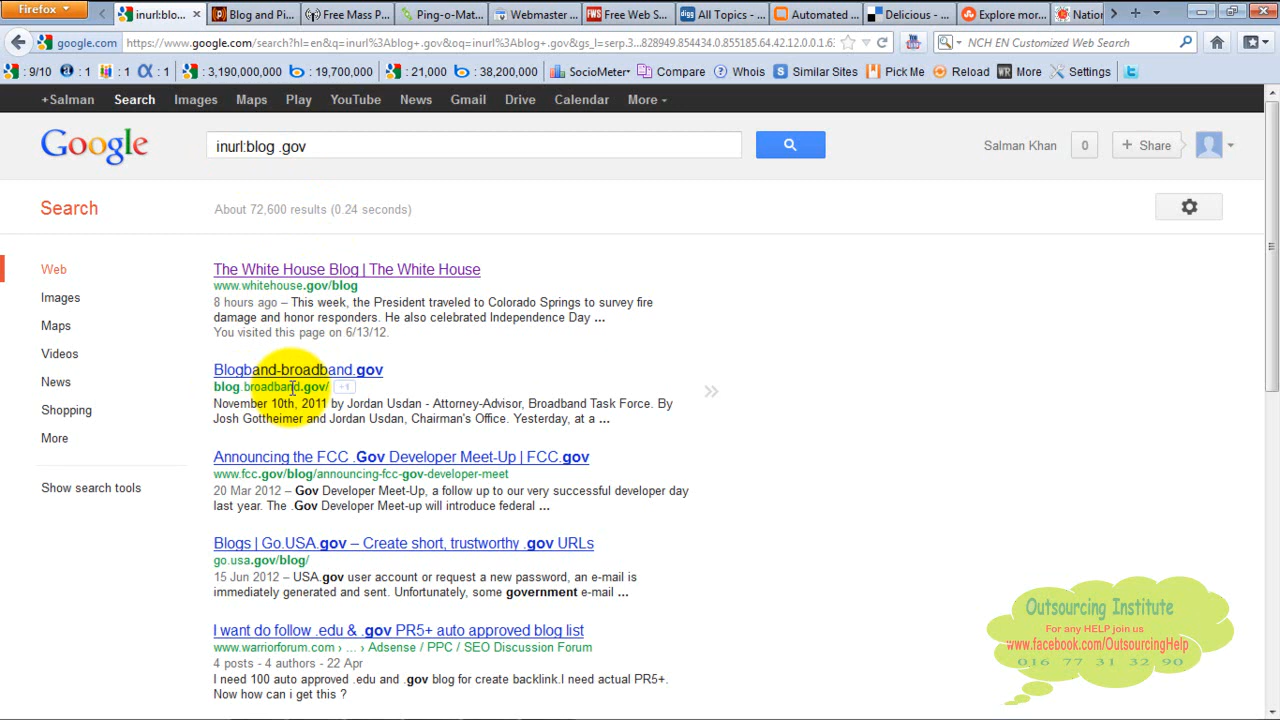 Firefox
inurl:blo...
Blog and Pi...
Free Mass P...
Ping-o-Mat...
Webmaster ...
Free Web S...
All Topics - ...
Automated ...
Delicious - ...
Explore mor...
Nation
google.com
https://www.google.com/search?hl=en&q=inurl%3Ablog+.gov&oq=inurl%3Ablog+.gov&gs_l=serp.3...828949.854434.0.855185.64.42.12.0.0.1.63
NCH EN Customized Web Search
: 9/10
: 1
: 1
: 1
: 3,190,000,000
: 19,700,000
: 21,000
: 38,200,000
SocioMeter
Compare
Whois
Similar Sites
Pick Me
Reload
More
Settings
+Salman Search Images Maps Play YouTube News Gmail Drive Calendar More
Google
inurl:blog .gov
Salman Khan
0
+ Share
Search
About 72,600 results (0.24 seconds)
Web
Images
Maps
Videos
News
Shopping
More
Show search tools
The White House Blog | The White House
www.whitehouse.gov/blog
8 hours ago – This week, the President traveled to Colorado Springs to survey fire
damage and honor responders. He also celebrated Independence Day ...
You visited this page on 6/13/12.
Blogband-broadband.gov
blog.broadband.gov/ +1
November 10th, 2011 by Jordan Usdan - Attorney-Advisor, Broadband Task Force. By
Josh Gottheimer and Jordan Usdan, Chairman's Office. Yesterday, at a ...
Announcing the FCC .Gov Developer Meet-Up | FCC.gov
www.fcc.gov/blog/announcing-fcc-gov-developer-meet
20 Mar 2012 – Gov Developer Meet-Up, a follow up to our very successful developer day
last year. The .Gov Developer Meet-up will introduce federal ...
Blogs | Go.USA.gov – Create short, trustworthy .gov URLs
go.usa.gov/blog/
15 Jun 2012 – USA.gov user account or request a new password, an e-mail is
immediately generated and sent. Unfortunately, some government e-mail ...
I want do follow .edu & .gov PR5+ auto approved blog list
www.warriorforum.com › ... › Adsense / PPC / SEO Discussion Forum
4 posts - 4 authors - 22 Apr
I need 100 auto approved .edu and .gov blog for create backlink.I need actual PR5+.
Now how can i get this ?
Outsourcing Institute
For any HELP join us
www.facebook.com/OutsourcingHelp
016 77 31 32 90